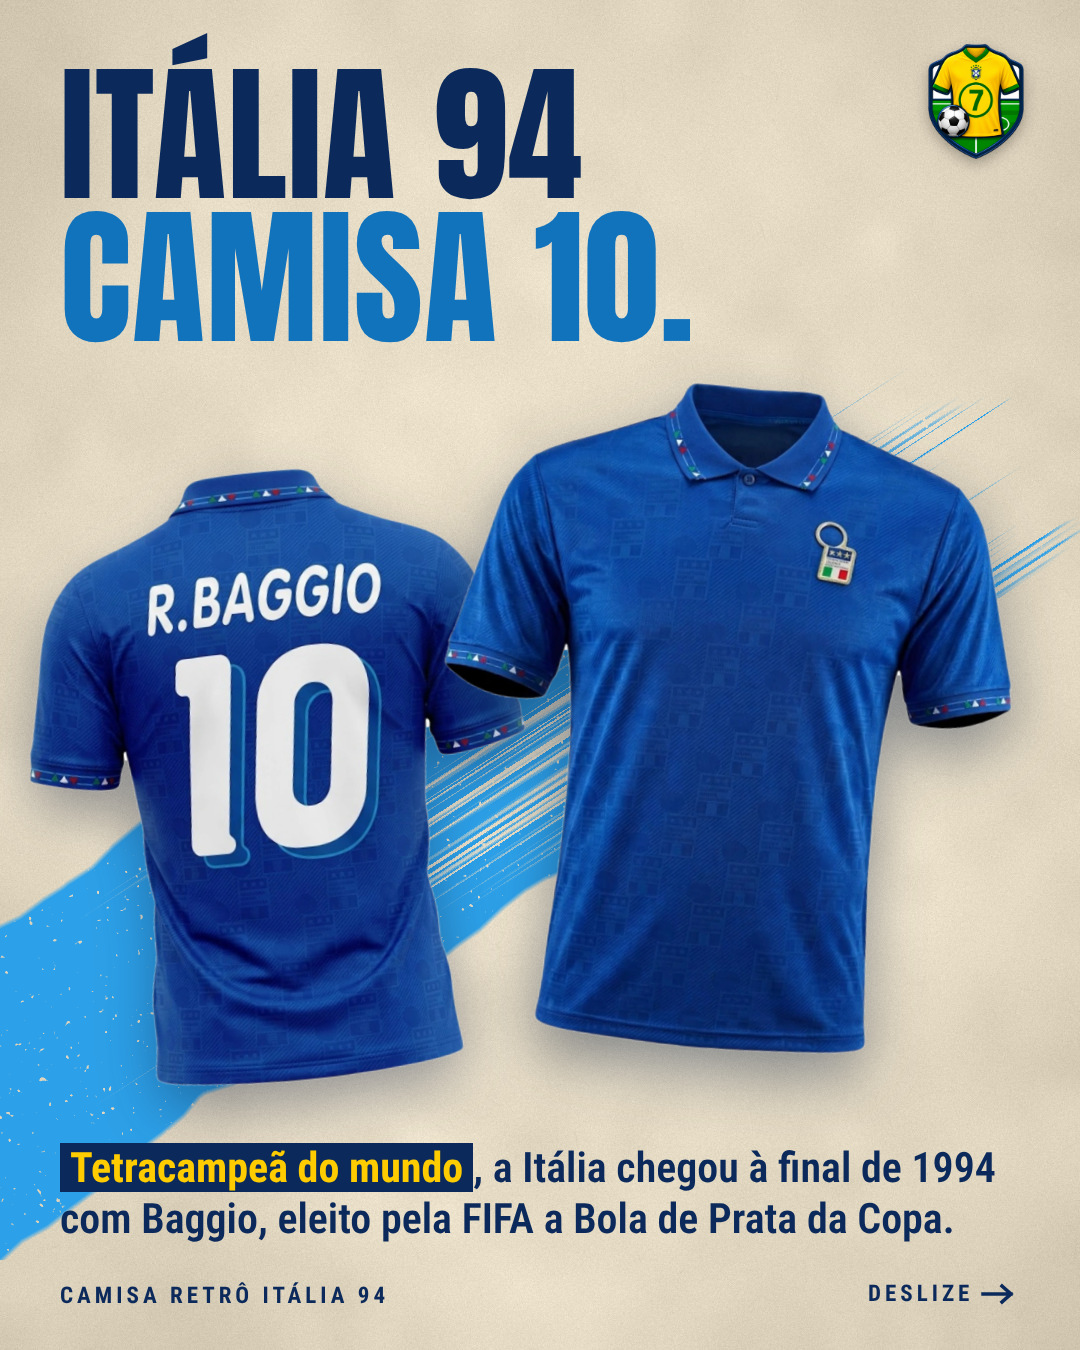 ITÁLIA 94
CAMISA 10.
7
R.BAGGIO
10
Tetracampeã do mundo, a Itália chegou à final de 1994
com Baggio, eleito pela FIFA a Bola de Prata da Copa.
CAMISA RETRÔ ITÁLIA 94
DESLIZE →